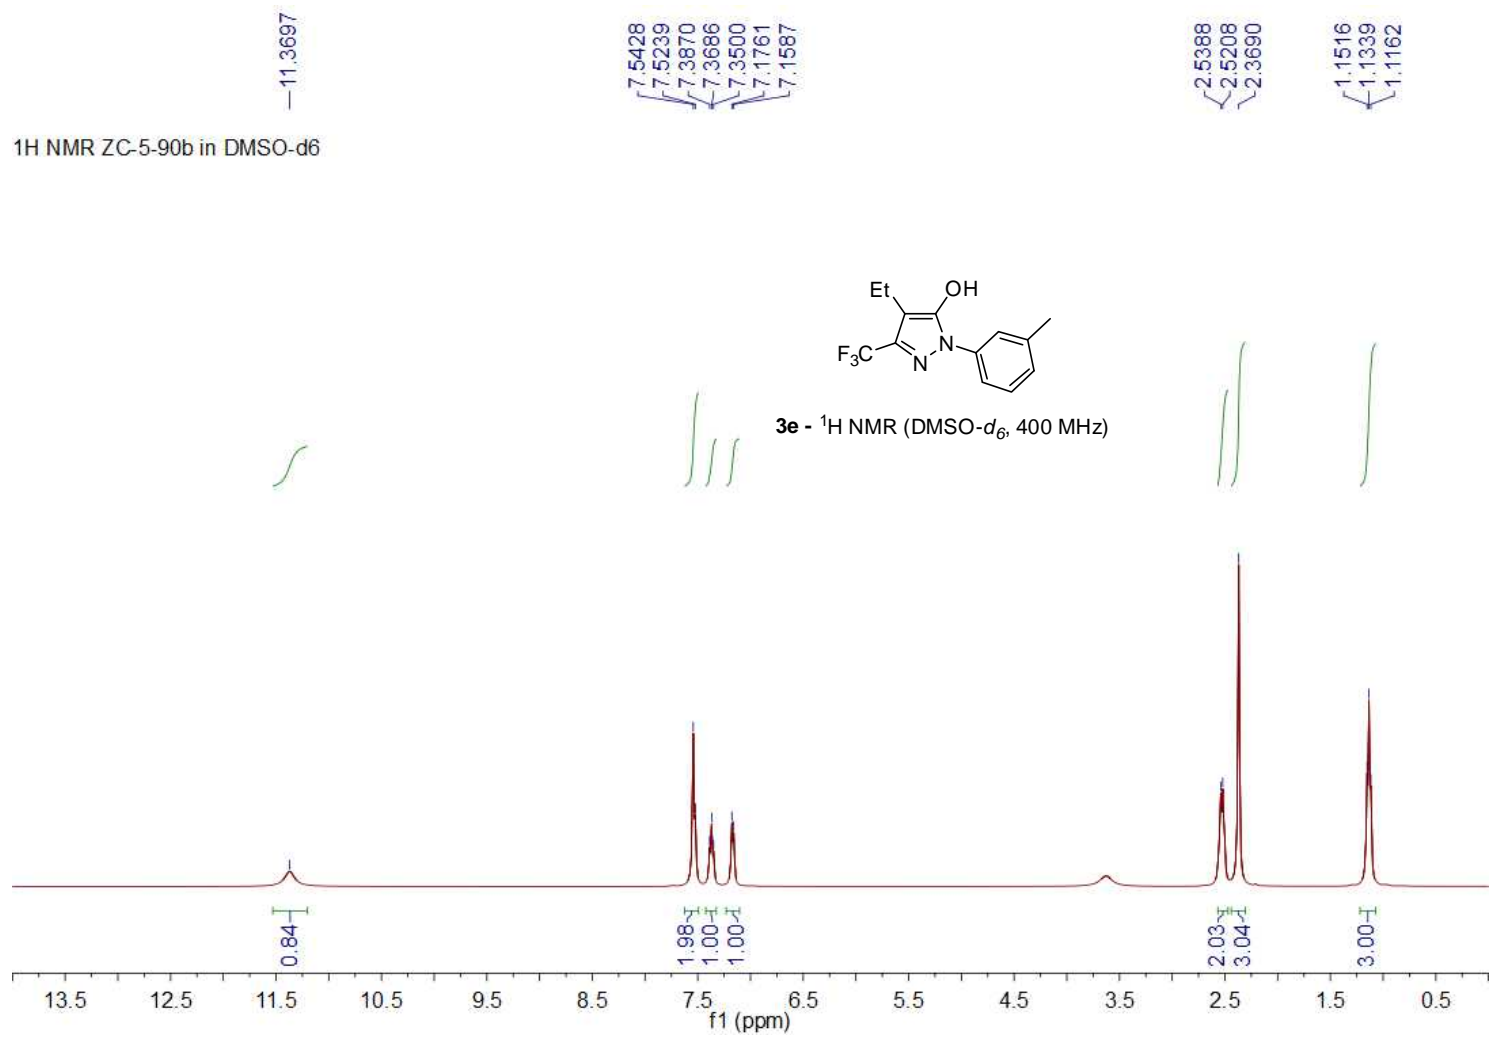 11.3697
7.5428
7.5239
7.3870
7.3686
7.3500
7.1761
7.1587
2.5388
2.5208
2.3690
1.1516
1.1339
1.1162
1H NMR ZC-5-90b in DMSO-d6
Et
OH
F₃C
N
N
3e - ¹H NMR (DMSO-d₆, 400 MHz)
0.84
1.98
1.00
1.00
2.03
3.04
3.00
13.5 12.5 11.5 10.5 9.5 8.5 7.5 6.5 5.5 4.5 3.5 2.5 1.5 0.5
f1 (ppm)